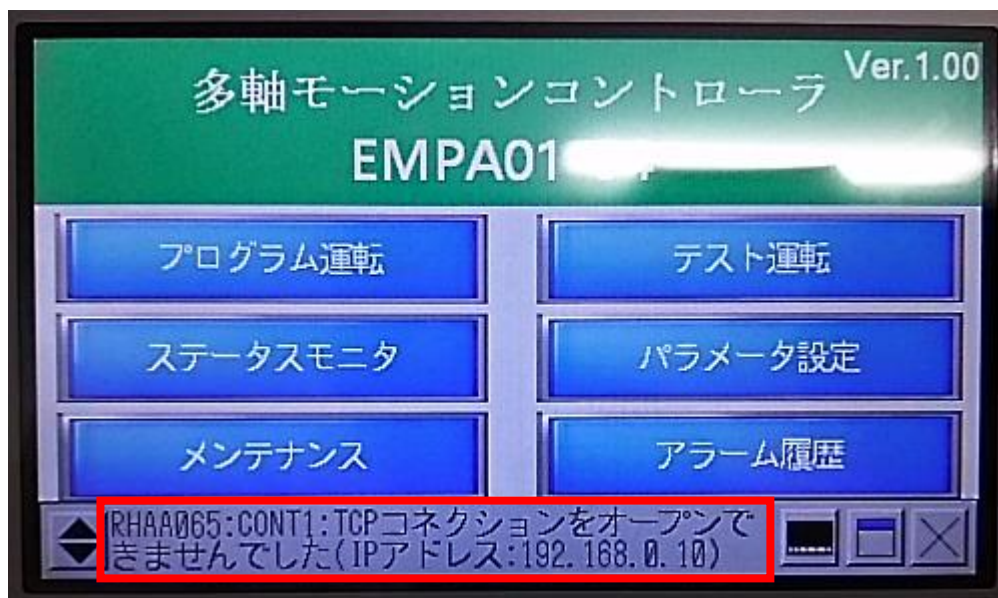 多軸モーションコントローラ
Ver.1.00
EMPA01
プログラム運転
テスト運転
ステータスモニタ
パラメータ設定
メンテナンス
アラーム履歴
RHAA065:CONT1:TCPコネクションをオープンで
きませんでした(IPアドレス:192.168.0.10)